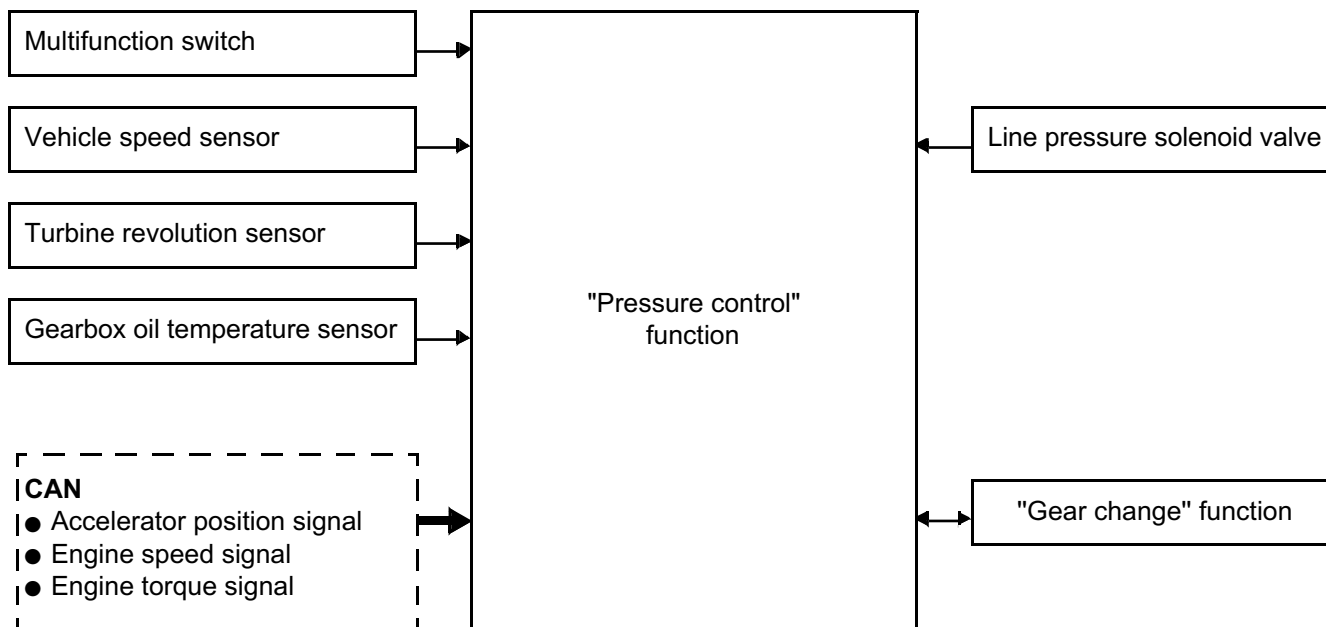 Multifunction switch
Vehicle speed sensor
Turbine revolution sensor
Gearbox oil temperature sensor
CAN
● Accelerator position signal
● Engine speed signal
● Engine torque signal
"Pressure control"
function
Line pressure solenoid valve
"Gear change" function